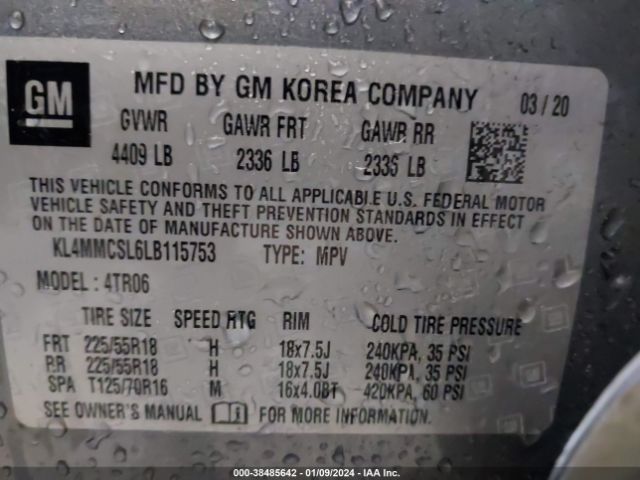 GM
MFD BY GM KOREA COMPANY 03 / 20
GVWR GAWR FRT GAWR RR
4409 LB 2336 LB 2335 LB
THIS VEHICLE CONFORMS TO ALL APPLICABLE U.S. FEDERAL MOTOR
VEHICLE SAFETY AND THEFT PREVENTION STANDARDS IN EFFECT
ON THE DATE OF MANUFACTURE SHOWN ABOVE.
KL4MMCSL6LB115753 TYPE: MPV
MODEL : 4TR06
TIRE SIZE SPEED RTG RIM COLD TIRE PRESSURE
FRT 225/55R18 H 18x7.5J 240KPA, 35 PSI
RR 225/55R18 H 18x7.5J 240KPA, 35 PSI
SPA T125/70R16 M 16x4.0BT 420KPA, 60 PSI
SEE OWNER'S MANUAL FOR MORE INFORMATION
000-38485642 - 01/09/2024 - IAA Inc.